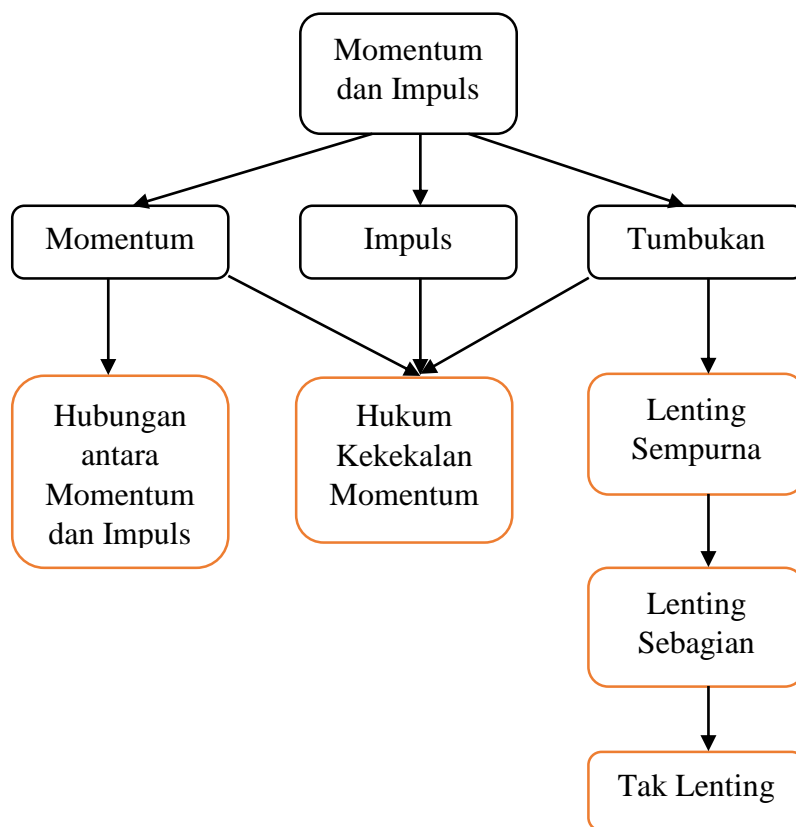 Momentum
dan Impuls
Momentum
Impuls
Tumbukan
Hubungan
antara
Momentum
dan Impuls
Hukum
Kekekalan
Momentum
Lenting
Sempurna
Lenting
Sebagian
Tak Lenting